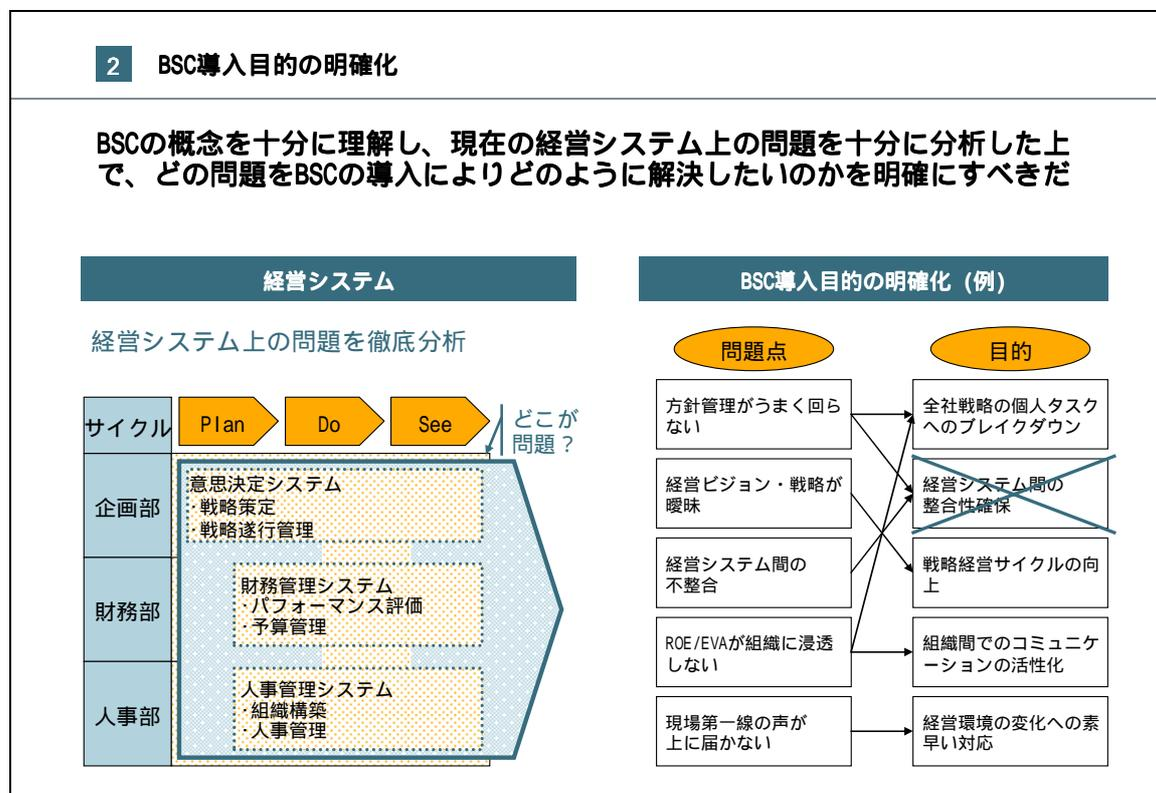 2 BSC導入目的の明確化
BSCの概念を十分に理解し、現在の経営システム上の問題を十分に分析した上
で、どの問題をBSCの導入によりどのように解決したいのかを明確にすべきだ
経営システム
経営システム上の問題を徹底分析
サイクル
Plan
Do
See
どこが
問題?
企画部
意思決定システム
・戦略策定
・戦略遂行管理
財務部
財務管理システム
・パフォーマンス評価
・予算管理
人事部
人事管理システム
・組織構築
・人事管理
BSC導入目的の明確化 (例)
問題点
方針管理がうまく回ら
ない
経営ビジョン・戦略が
曖昧
経営システム間の
不整合
ROE/EVAが組織に浸透
しない
現場第一線の声が
上に届かない
目的
全社戦略の個人タスク
へのブレイクダウン
経営システム間の
整合性確保
戦略経営サイクルの向
上
組織間でのコミュニケ
ーションの活性化
経営環境の変化への素
早い対応